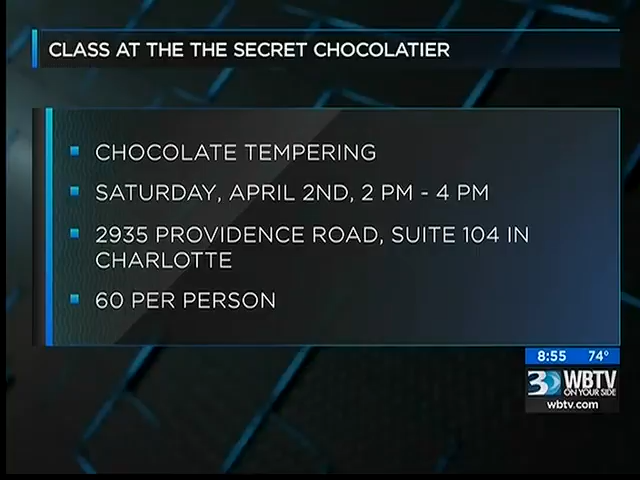 CLASS AT THE THE SECRET CHOCOLATIER
CHOCOLATE TEMPERING
SATURDAY, APRIL 2ND, 2 PM - 4 PM
2935 PROVIDENCE ROAD, SUITE 104 IN
CHARLOTTE
60 PER PERSON
8:55 74°
3 WBTV
ON YOUR SIDE
wbtv.com